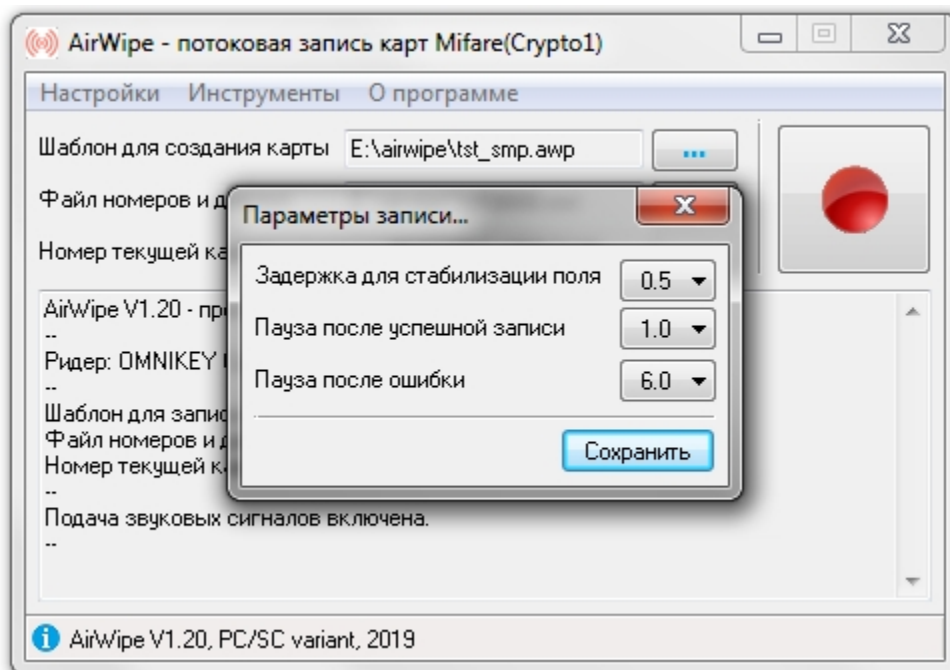 AirWipe - потоковая запись карт Mifare(Crypto1)
Настройки Инструменты О программе
Шаблон для создания карты E:\airwipe\tst_smp.awp ...
Файл номеров и д
Номер текущей ка
Параметры записи...
Задержка для стабилизации поля 0.5
Пауза после успешной записи 1.0
Пауза после ошибки 6.0
Сохранить
AirWipe V1.20 - пр
--
Ридер: OMNIKEY
--
Шаблон для запис
Файл номеров и д
Номер текущей к
--
Подача звуковых сигналов включена.
--
AirWipe V1.20, PC/SC variant, 2019